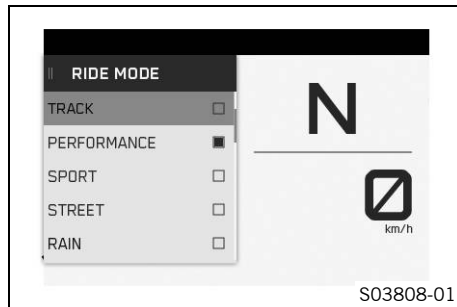 RIDE MODE
TRACK
PERFORMANCE
SPORT
STREET
RAIN
N
0
km/h
S03808-01